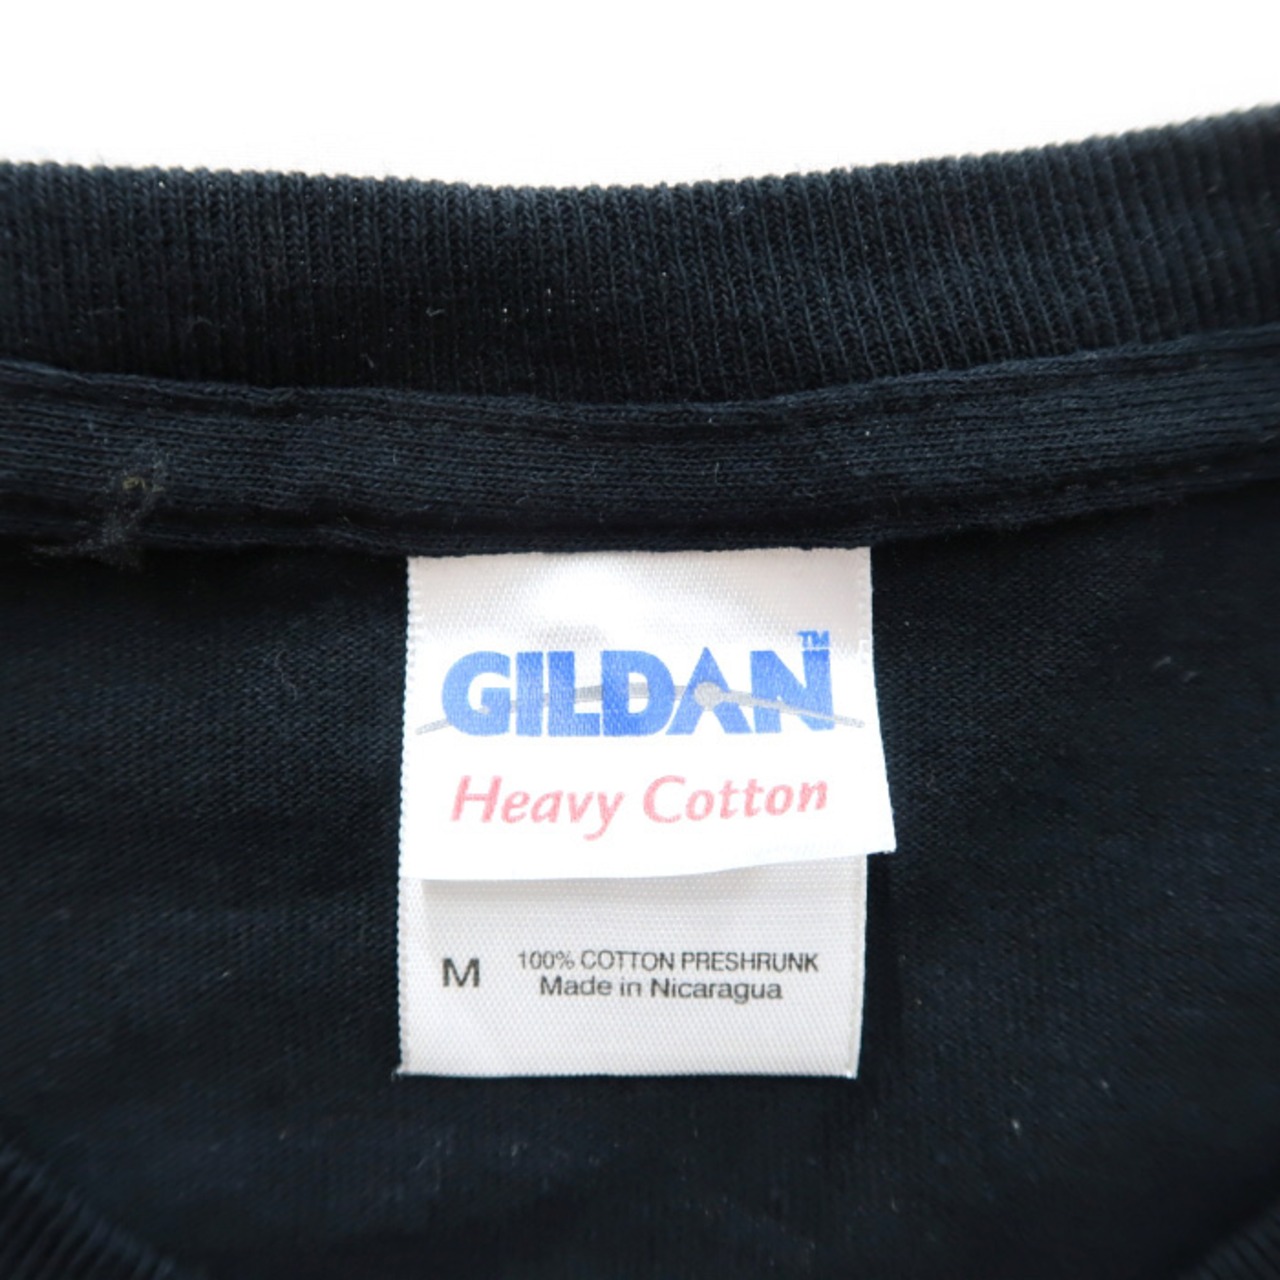 GILDAN™
Heavy Cotton
M 100% COTTON PRESHRUNK
Made in Nicaragua